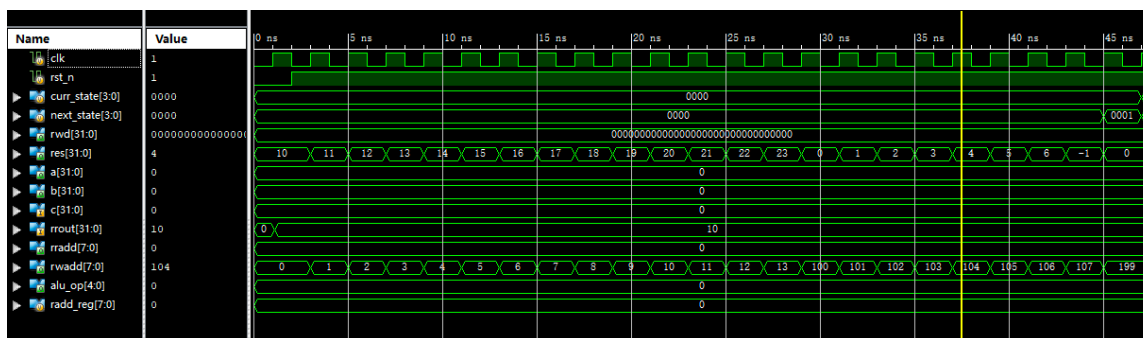 Name Value 0 ns 5 ns 10 ns 15 ns 20 ns 25 ns 30 ns 35 ns 40 ns 45 ns
clk 1
rst_n 1
curr_state[3:0] 0000 0000
next_state[3:0] 0000 0000 0001
rwd[31:0] 0000000000000000 00000000000000000000000000000000
res[31:0] 4 10 11 12 13 14 15 16 17 18 19 20 21 22 23 0 1 2 3 4 5 6 -1 0
a[31:0] 0 0
b[31:0] 0 0
c[31:0] 0 0
rrout[31:0] 10 0 10
rradd[7:0] 0 0
rwadd[7:0] 104 0 1 2 3 4 5 6 7 8 9 10 11 12 13 100 101 102 103 104 105 106 107 199
alu_op[4:0] 0 0
radd_reg[7:0] 0 0